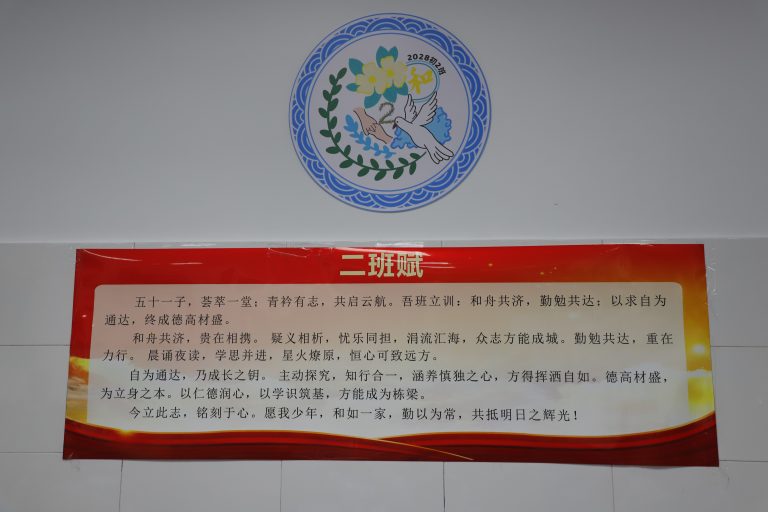 2028初2班
和
2
二班赋
五十一子，荟萃一堂；青衿有志，共启云航。吾班立训：和舟共济，勤勉共达；以求自为
通达，终成德高材盛。
和舟共济，贵在相携。 疑义相析，忧乐同担，涓流汇海，众志方能成城。勤勉共达，重在
力行。 晨诵夜读，学思并进，星火燎原，恒心可致远方。
自为通达，乃成长之钥。 主动探究，知行合一，涵养慎独之心，方得挥洒自如。德高材盛，
为立身之本。以仁德润心，以学识筑基，方能成为栋梁。
今立此志，铭刻于心。愿我少年，和如一家，勤以为常，共抵明日之辉光！